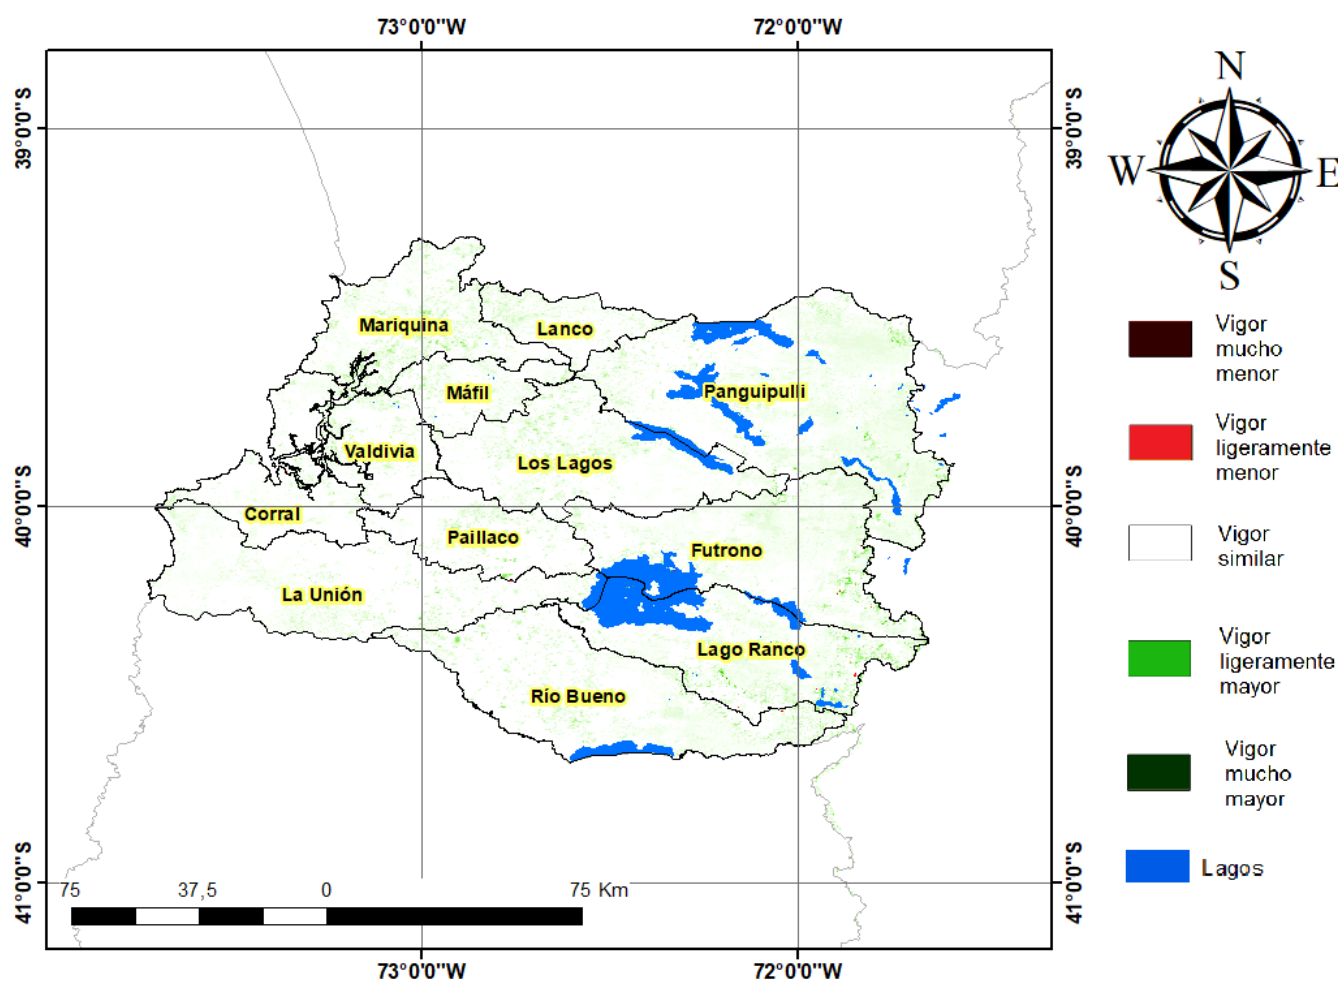 73°0'0"W
72°0'0"W
39°0'0"S
39°0'0"S
N
W
E
S
Vigor
mucho
menor
Mariquina
Lanco
Máfil
Panguipulli
Vigor
ligeramente
menor
Valdivia
Los Lagos
40°0'0"S
40°0'0"S
Corral
Paillaco
Futrono
Vigor
similar
La Unión
Lago Ranco
Vigor
ligeramente
mayor
Río Bueno
Vigor
mucho
mayor
Lagos
41°0'0"S
41°0'0"S
75
37,5
0
75 Km
73°0'0"W
72°0'0"W